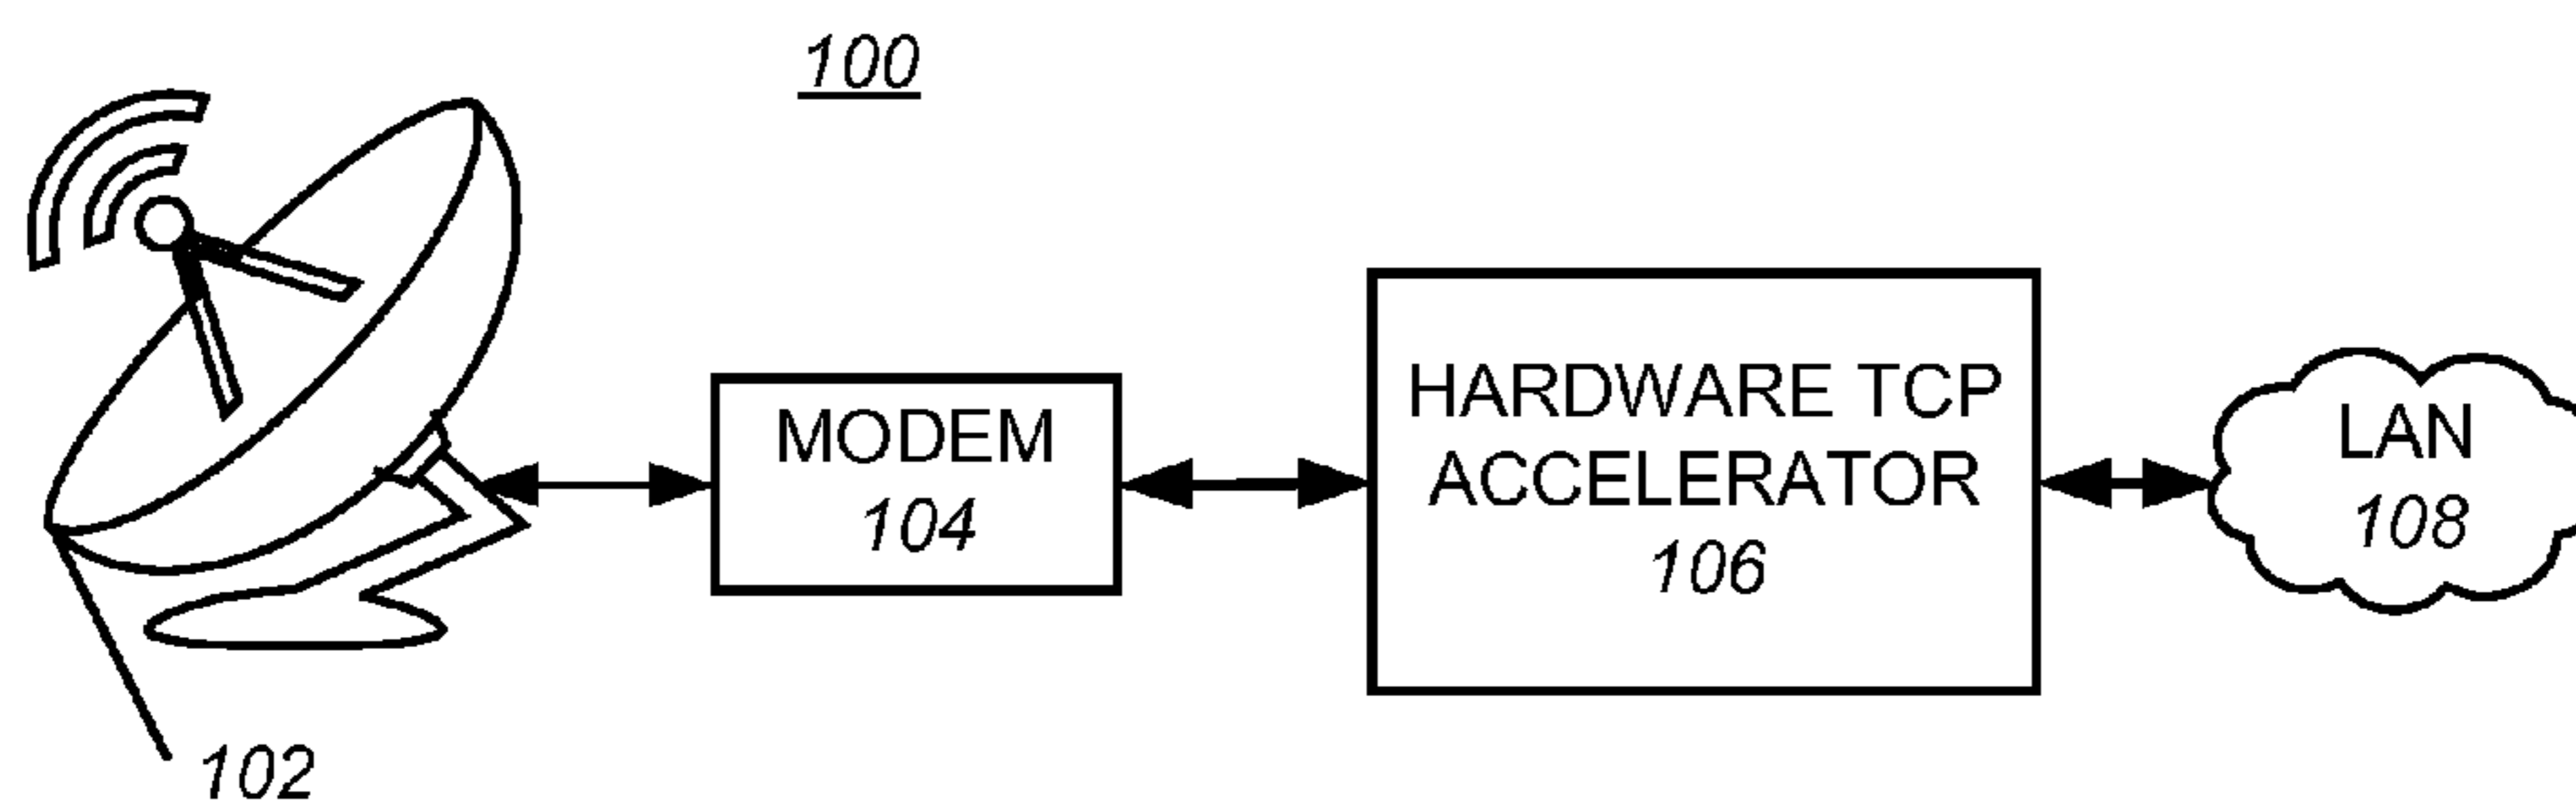 100
MODEM
104
HARDWARE TCP
ACCELERATOR
106
LAN
108
102